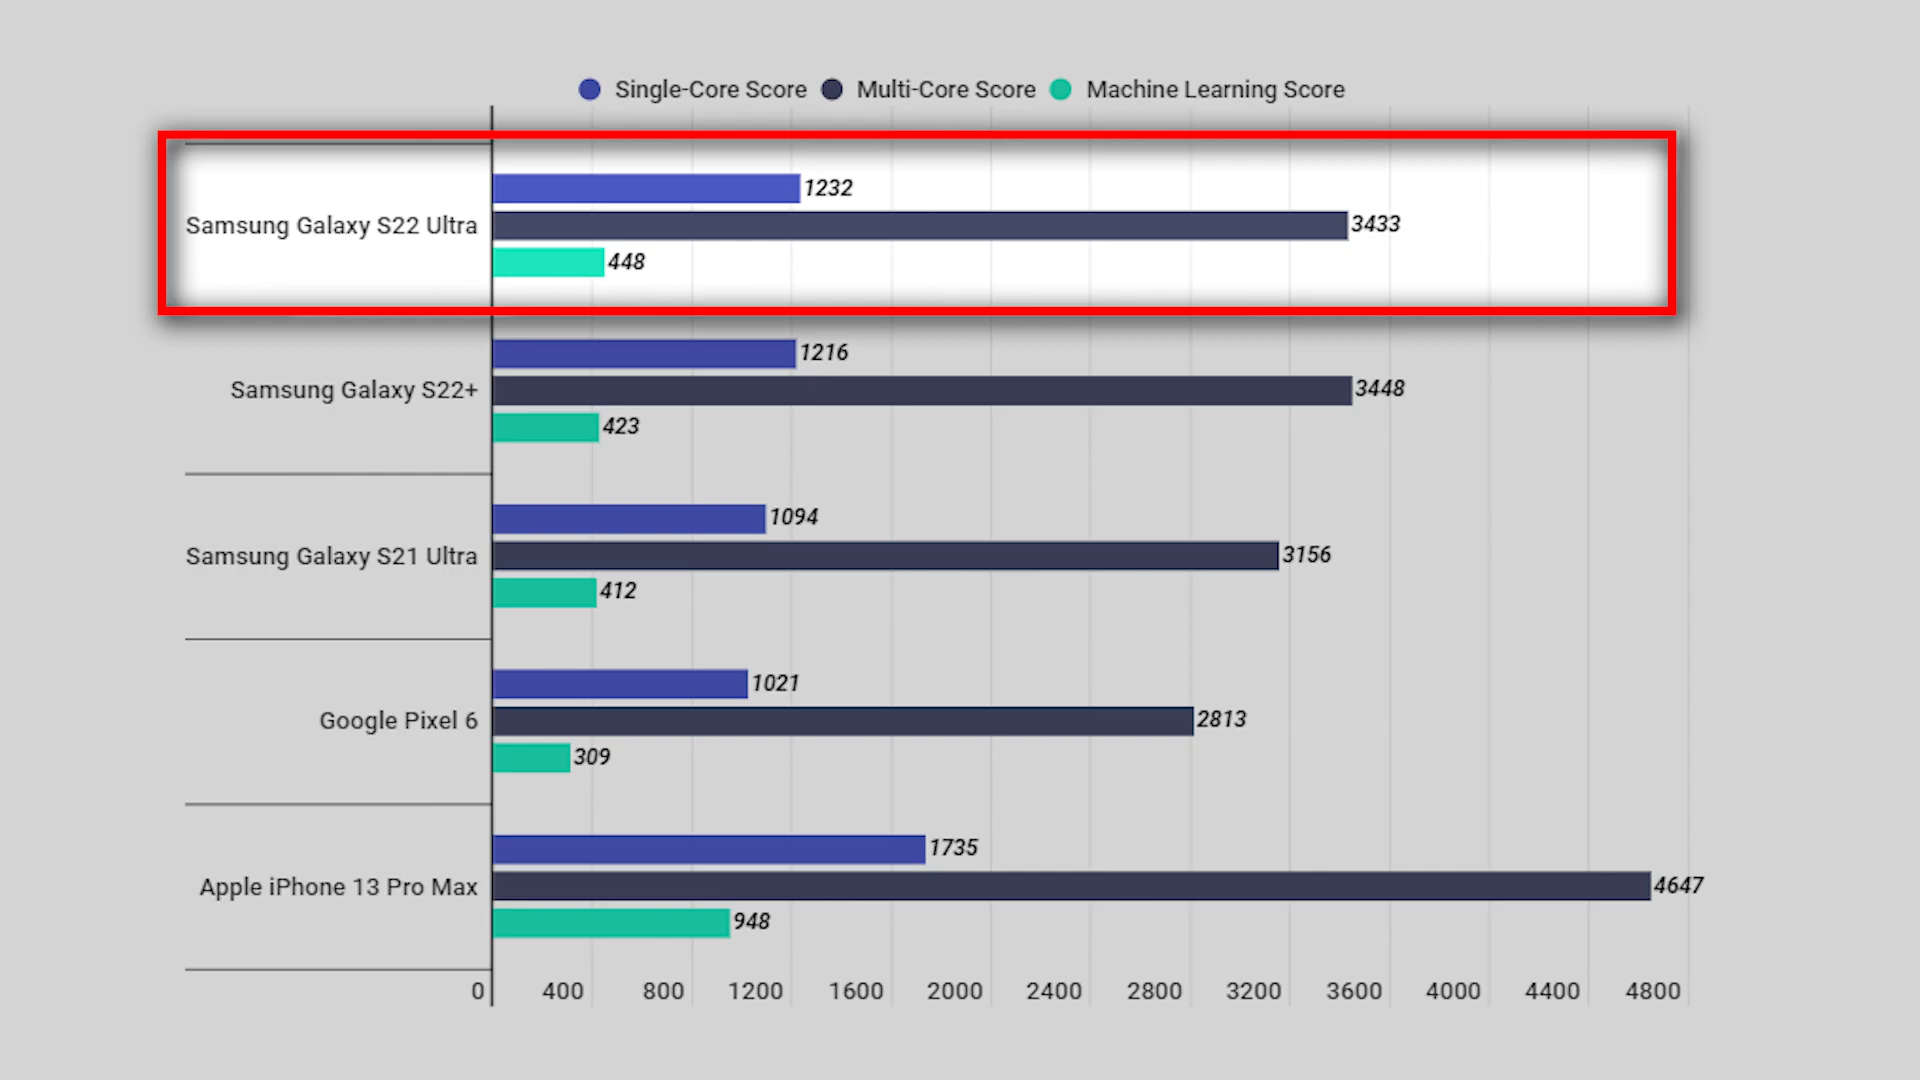 Single-Core Score Multi-Core Score Machine Learning Score
Samsung Galaxy S22 Ultra
1232
3433
448
Samsung Galaxy S22+
1216
3448
423
Samsung Galaxy S21 Ultra
1094
3156
412
Google Pixel 6
1021
2813
309
Apple iPhone 13 Pro Max
1735
4647
948
0 400 800 1200 1600 2000 2400 2800 3200 3600 4000 4400 4800